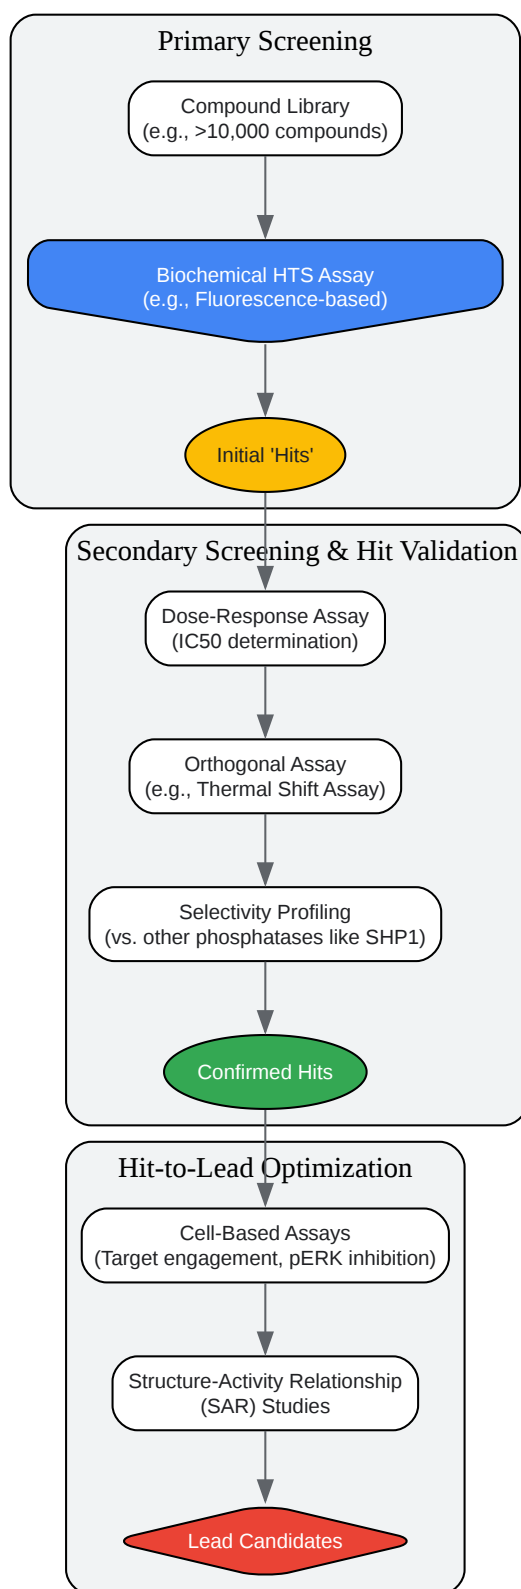 Primary Screening
Compound Library
(e.g., >10,000 compounds)
Biochemical HTS Assay
(e.g., Fluorescence-based)
Initial 'Hits'
Secondary Screening & Hit Validation
Dose-Response Assay
(IC50 determination)
Orthogonal Assay
(e.g., Thermal Shift Assay)
Selectivity Profiling
(vs. other phosphatases like SHP1)
Confirmed Hits
Hit-to-Lead Optimization
Cell-Based Assays
(Target engagement, pERK inhibition)
Structure-Activity Relationship
(SAR) Studies
Lead Candidates